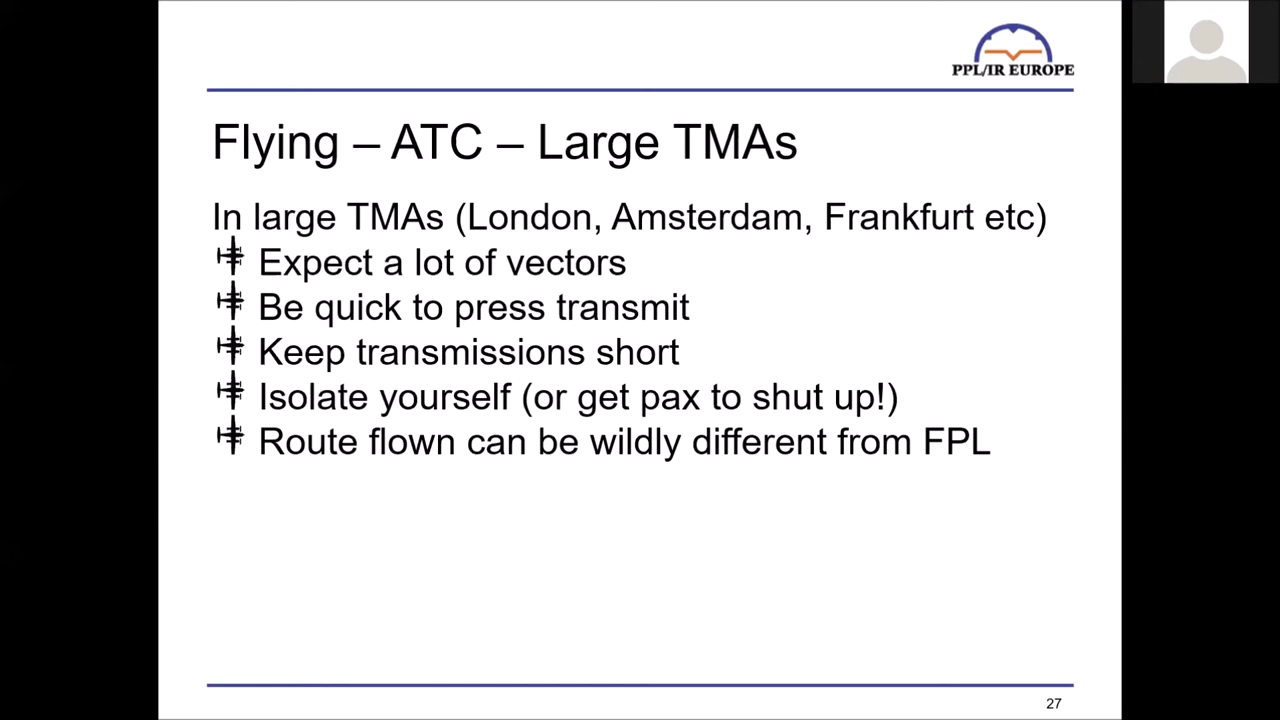 PPL/IR EUROPE
Flying – ATC – Large TMAs
In large TMAs (London, Amsterdam, Frankfurt etc)
Expect a lot of vectors
Be quick to press transmit
Keep transmissions short
Isolate yourself (or get pax to shut up!)
Route flown can be wildly different from FPL
27